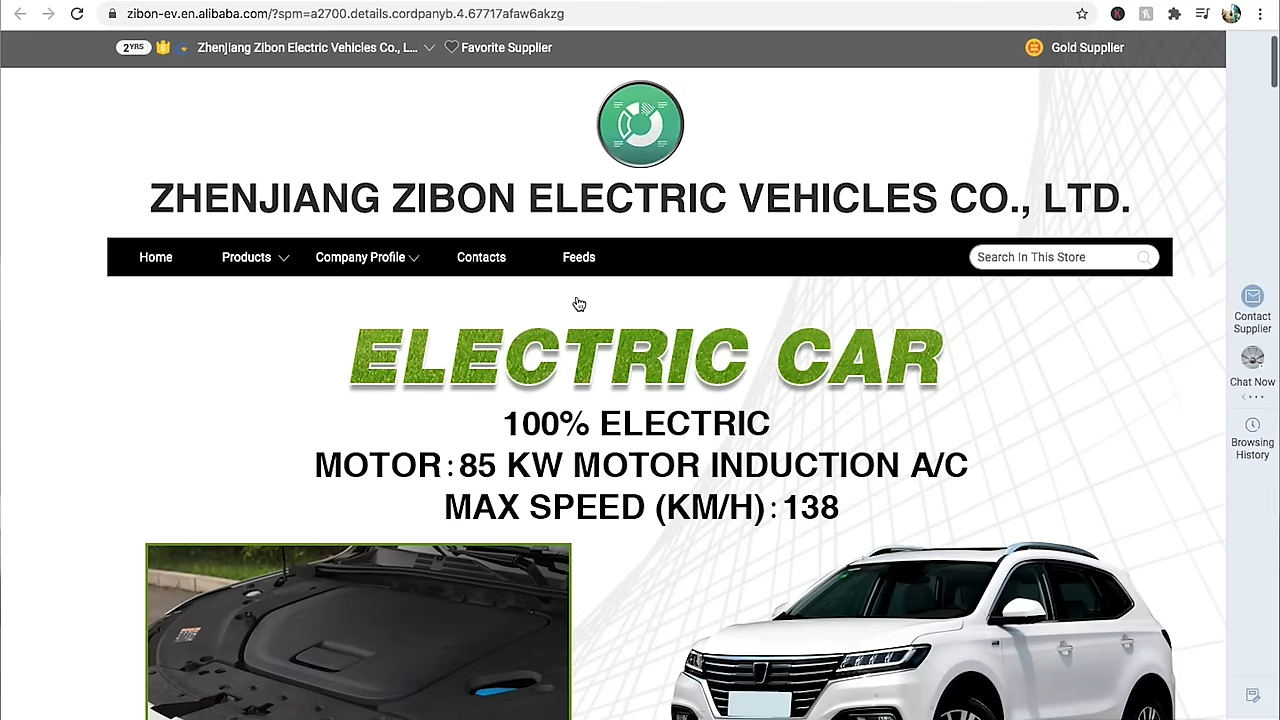 zibon-ev.en.alibaba.com/?spm=a2700.details.cordpanyb.4.67717afaw6akzg
2YRS Zhenjiang Zibon Electric Vehicles Co., L... Favorite Supplier Gold Supplier
ZHENJIANG ZIBON ELECTRIC VEHICLES CO., LTD.
Home Products Company Profile Contacts Feeds Search In This Store
ELECTRIC CAR
100% ELECTRIC
MOTOR:85 KW MOTOR INDUCTION A/C
MAX SPEED (KM/H):138
Contact
Supplier
Chat Now
Browsing
History